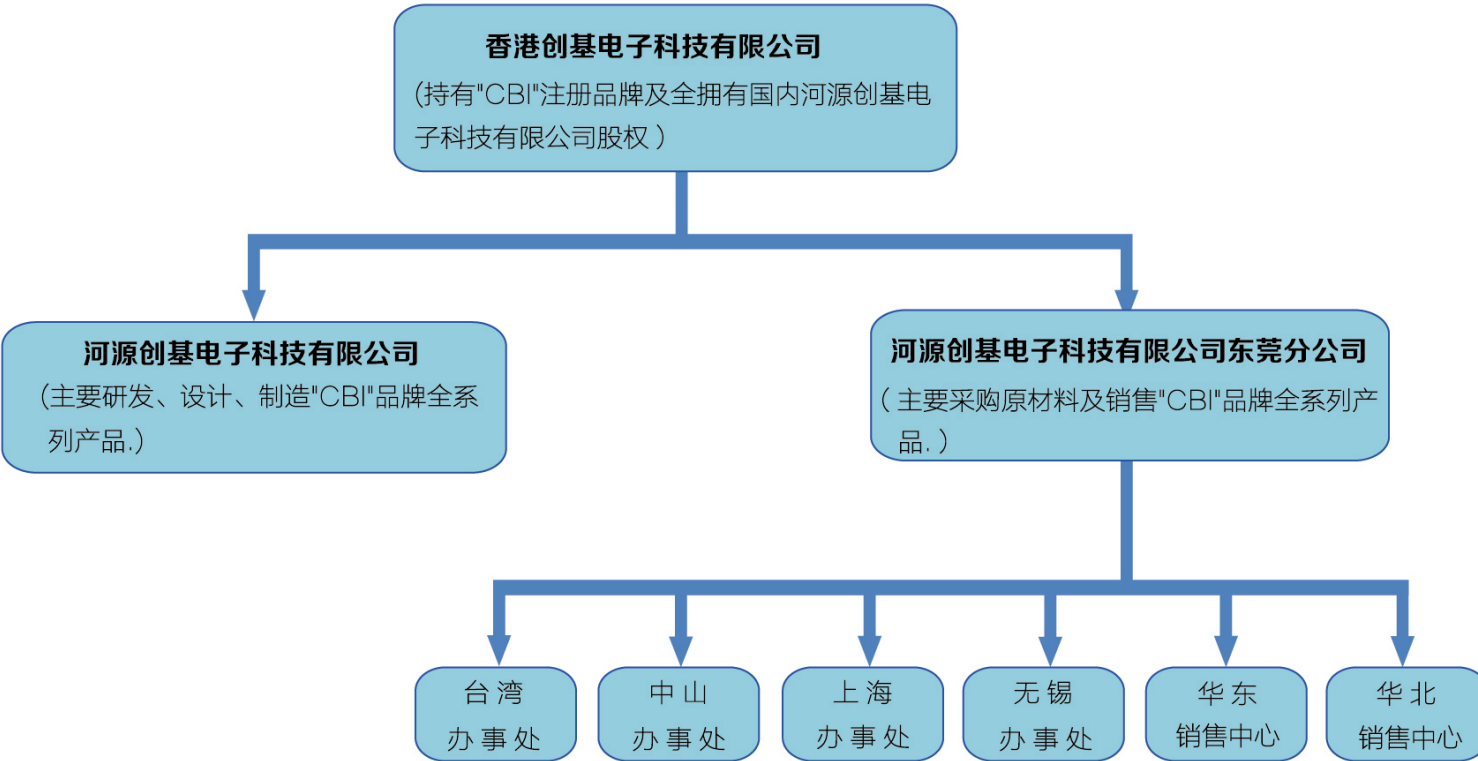 香港创基电子科技有限公司
(持有"CBI"注册品牌及全拥有国内河源创基电
子科技有限公司股权 )
河源创基电子科技有限公司
(主要研发、设计、制造"CBI"品牌全系
列产品.)
河源创基电子科技有限公司东莞分公司
( 主要采购原材料及销售"CBI"品牌全系列产
品. )
台 湾
办 事 处
中 山
办 事 处
上 海
办 事 处
无 锡
办 事 处
华 东
销售中心
华 北
销售中心